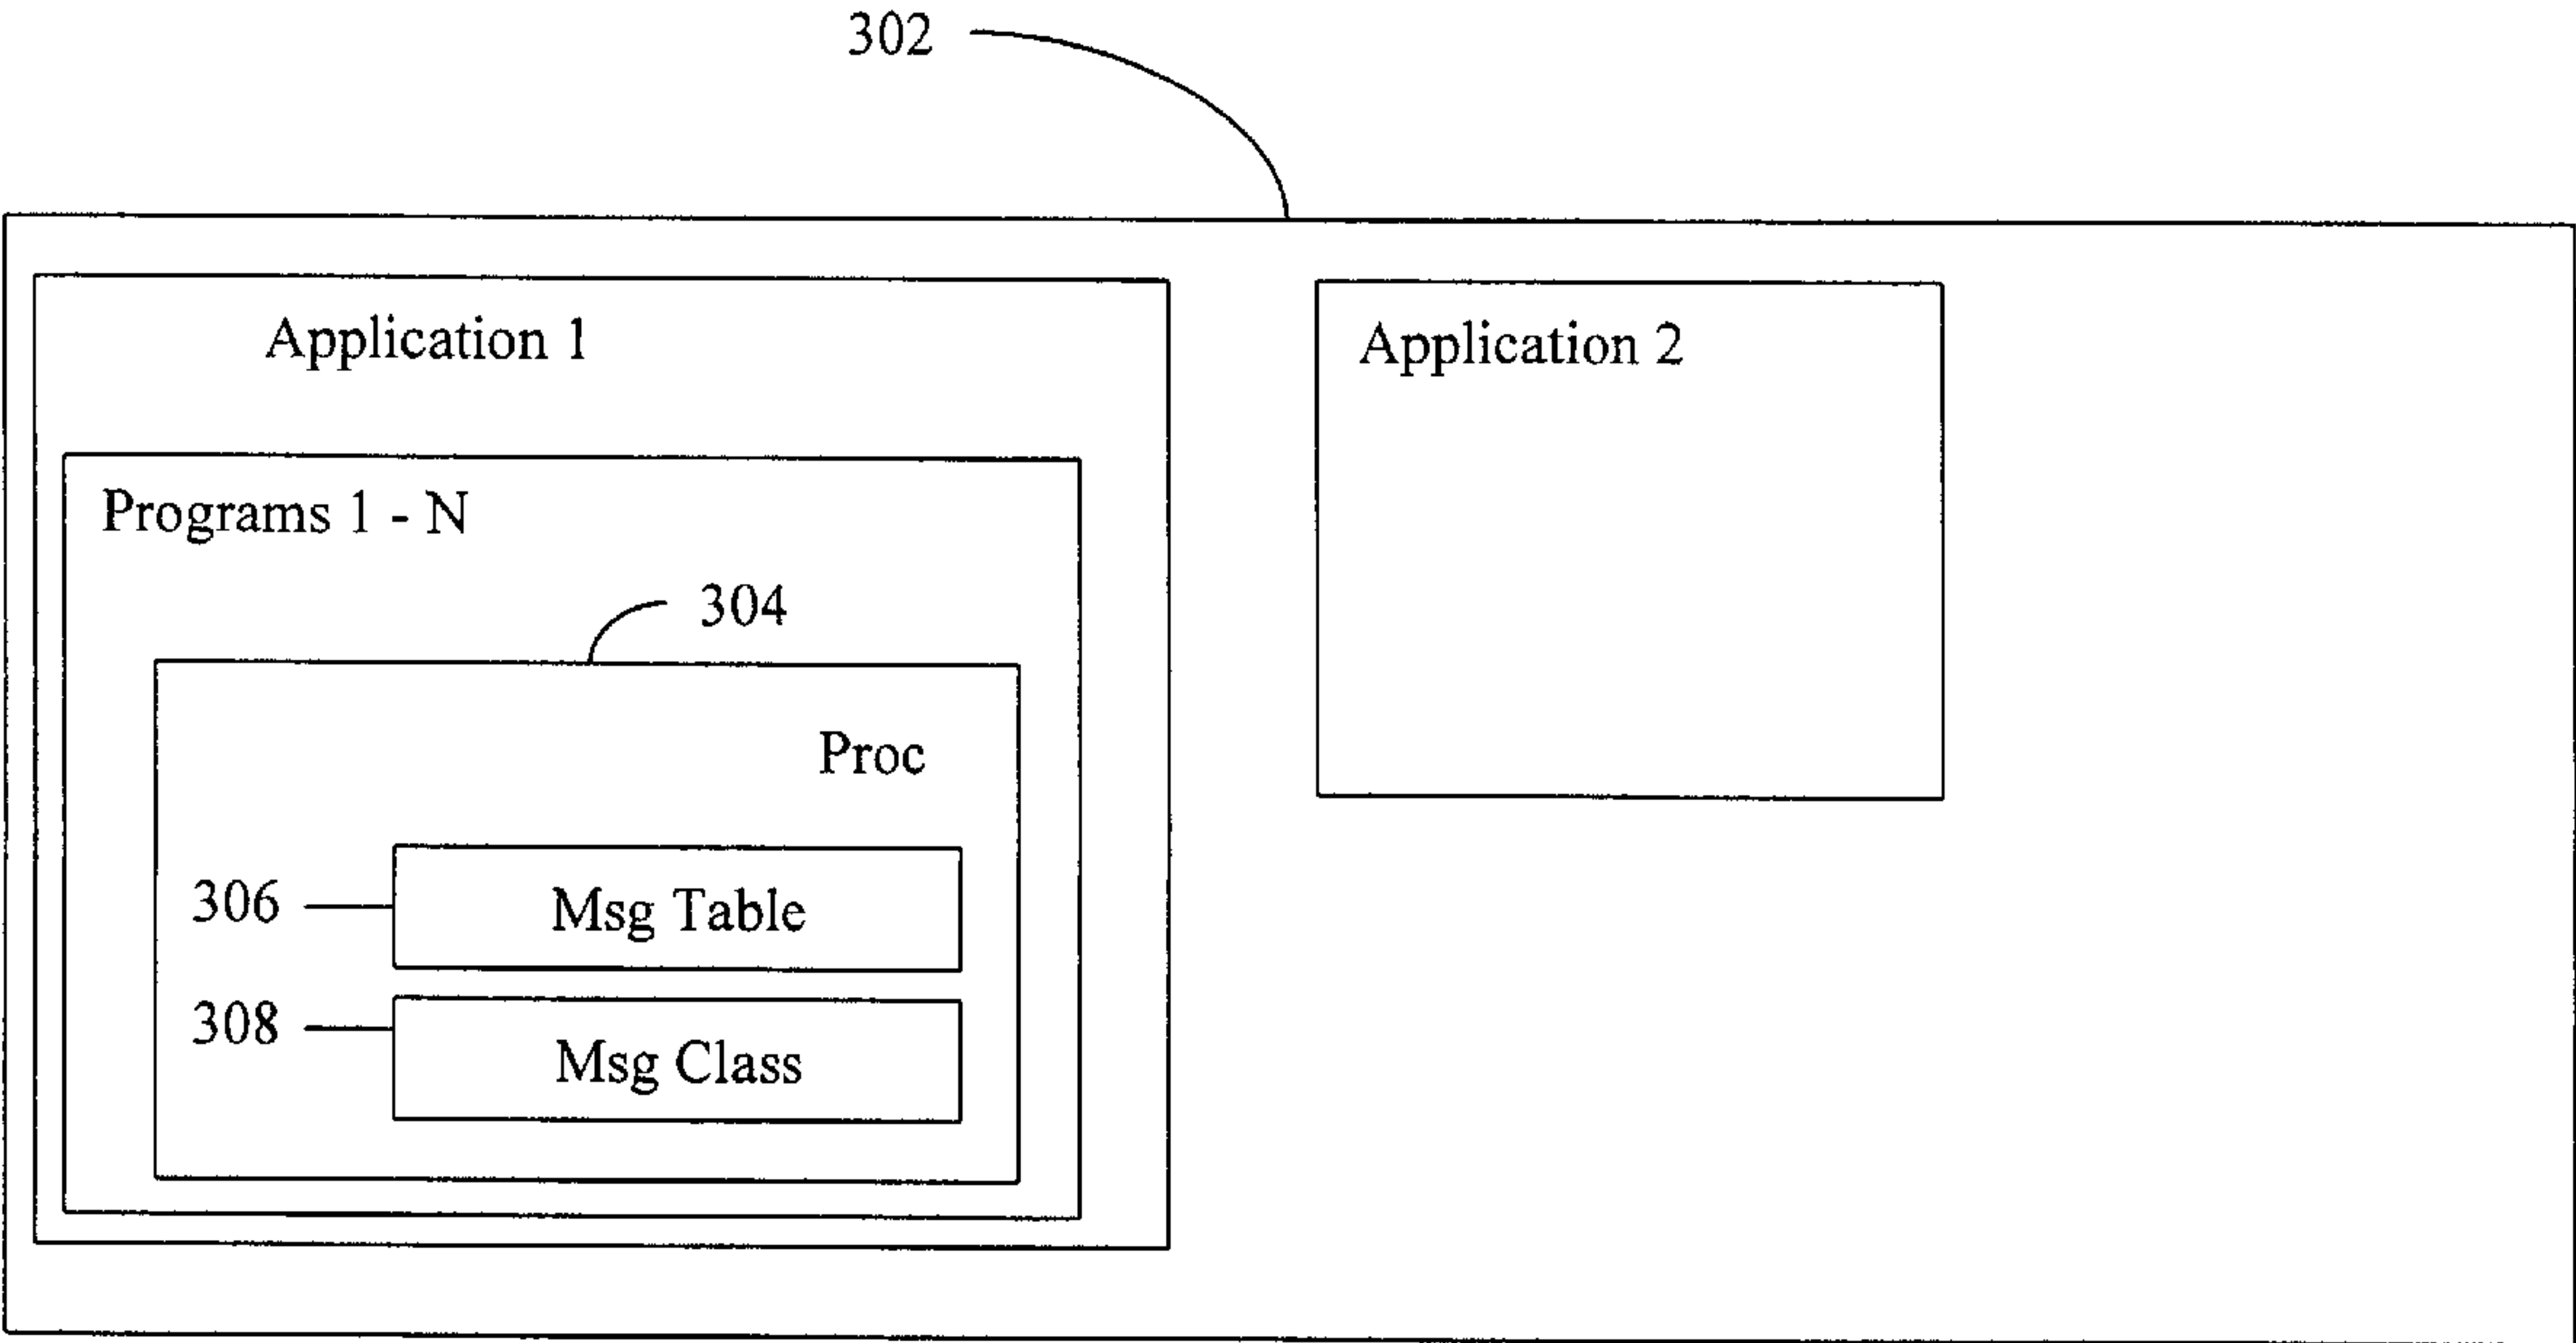 302
Application 1
Application 2
Programs 1 - N
304
Proc
306
Msg Table
308
Msg Class